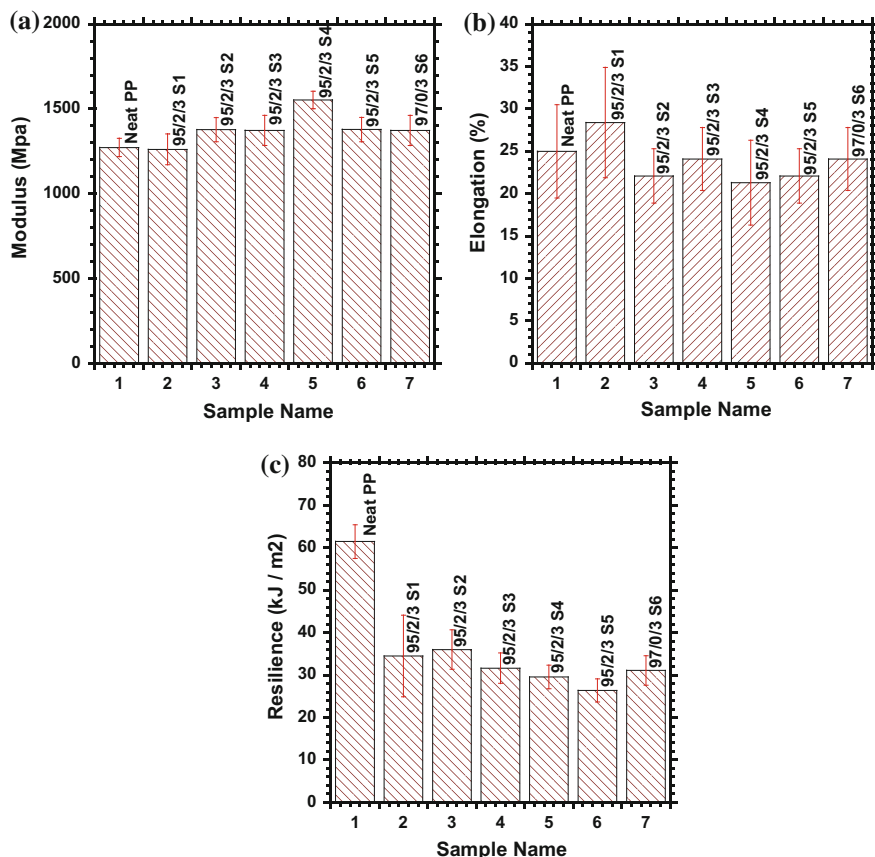 (a)
2000
1500
1000
500
0
Modulus (Mpa)
Neat PP
95/2/3 S1
95/2/3 S2
95/2/3 S3
95/2/3 S4
95/2/3 S5
97/0/3 S6
1 2 3 4 5 6 7
Sample Name
(b)
40
35
30
25
20
15
10
5
0
Elongation (%)
Neat PP
95/2/3 S1
95/2/3 S2
95/2/3 S3
95/2/3 S4
95/2/3 S5
97/0/3 S6
1 2 3 4 5 6 7
Sample Name
(c)
80
70
60
50
40
30
20
10
0
Resilience (kJ / m2)
Neat PP
95/2/3 S1
95/2/3 S2
95/2/3 S3
95/2/3 S4
95/2/3 S5
97/0/3 S6
1 2 3 4 5 6 7
Sample Name